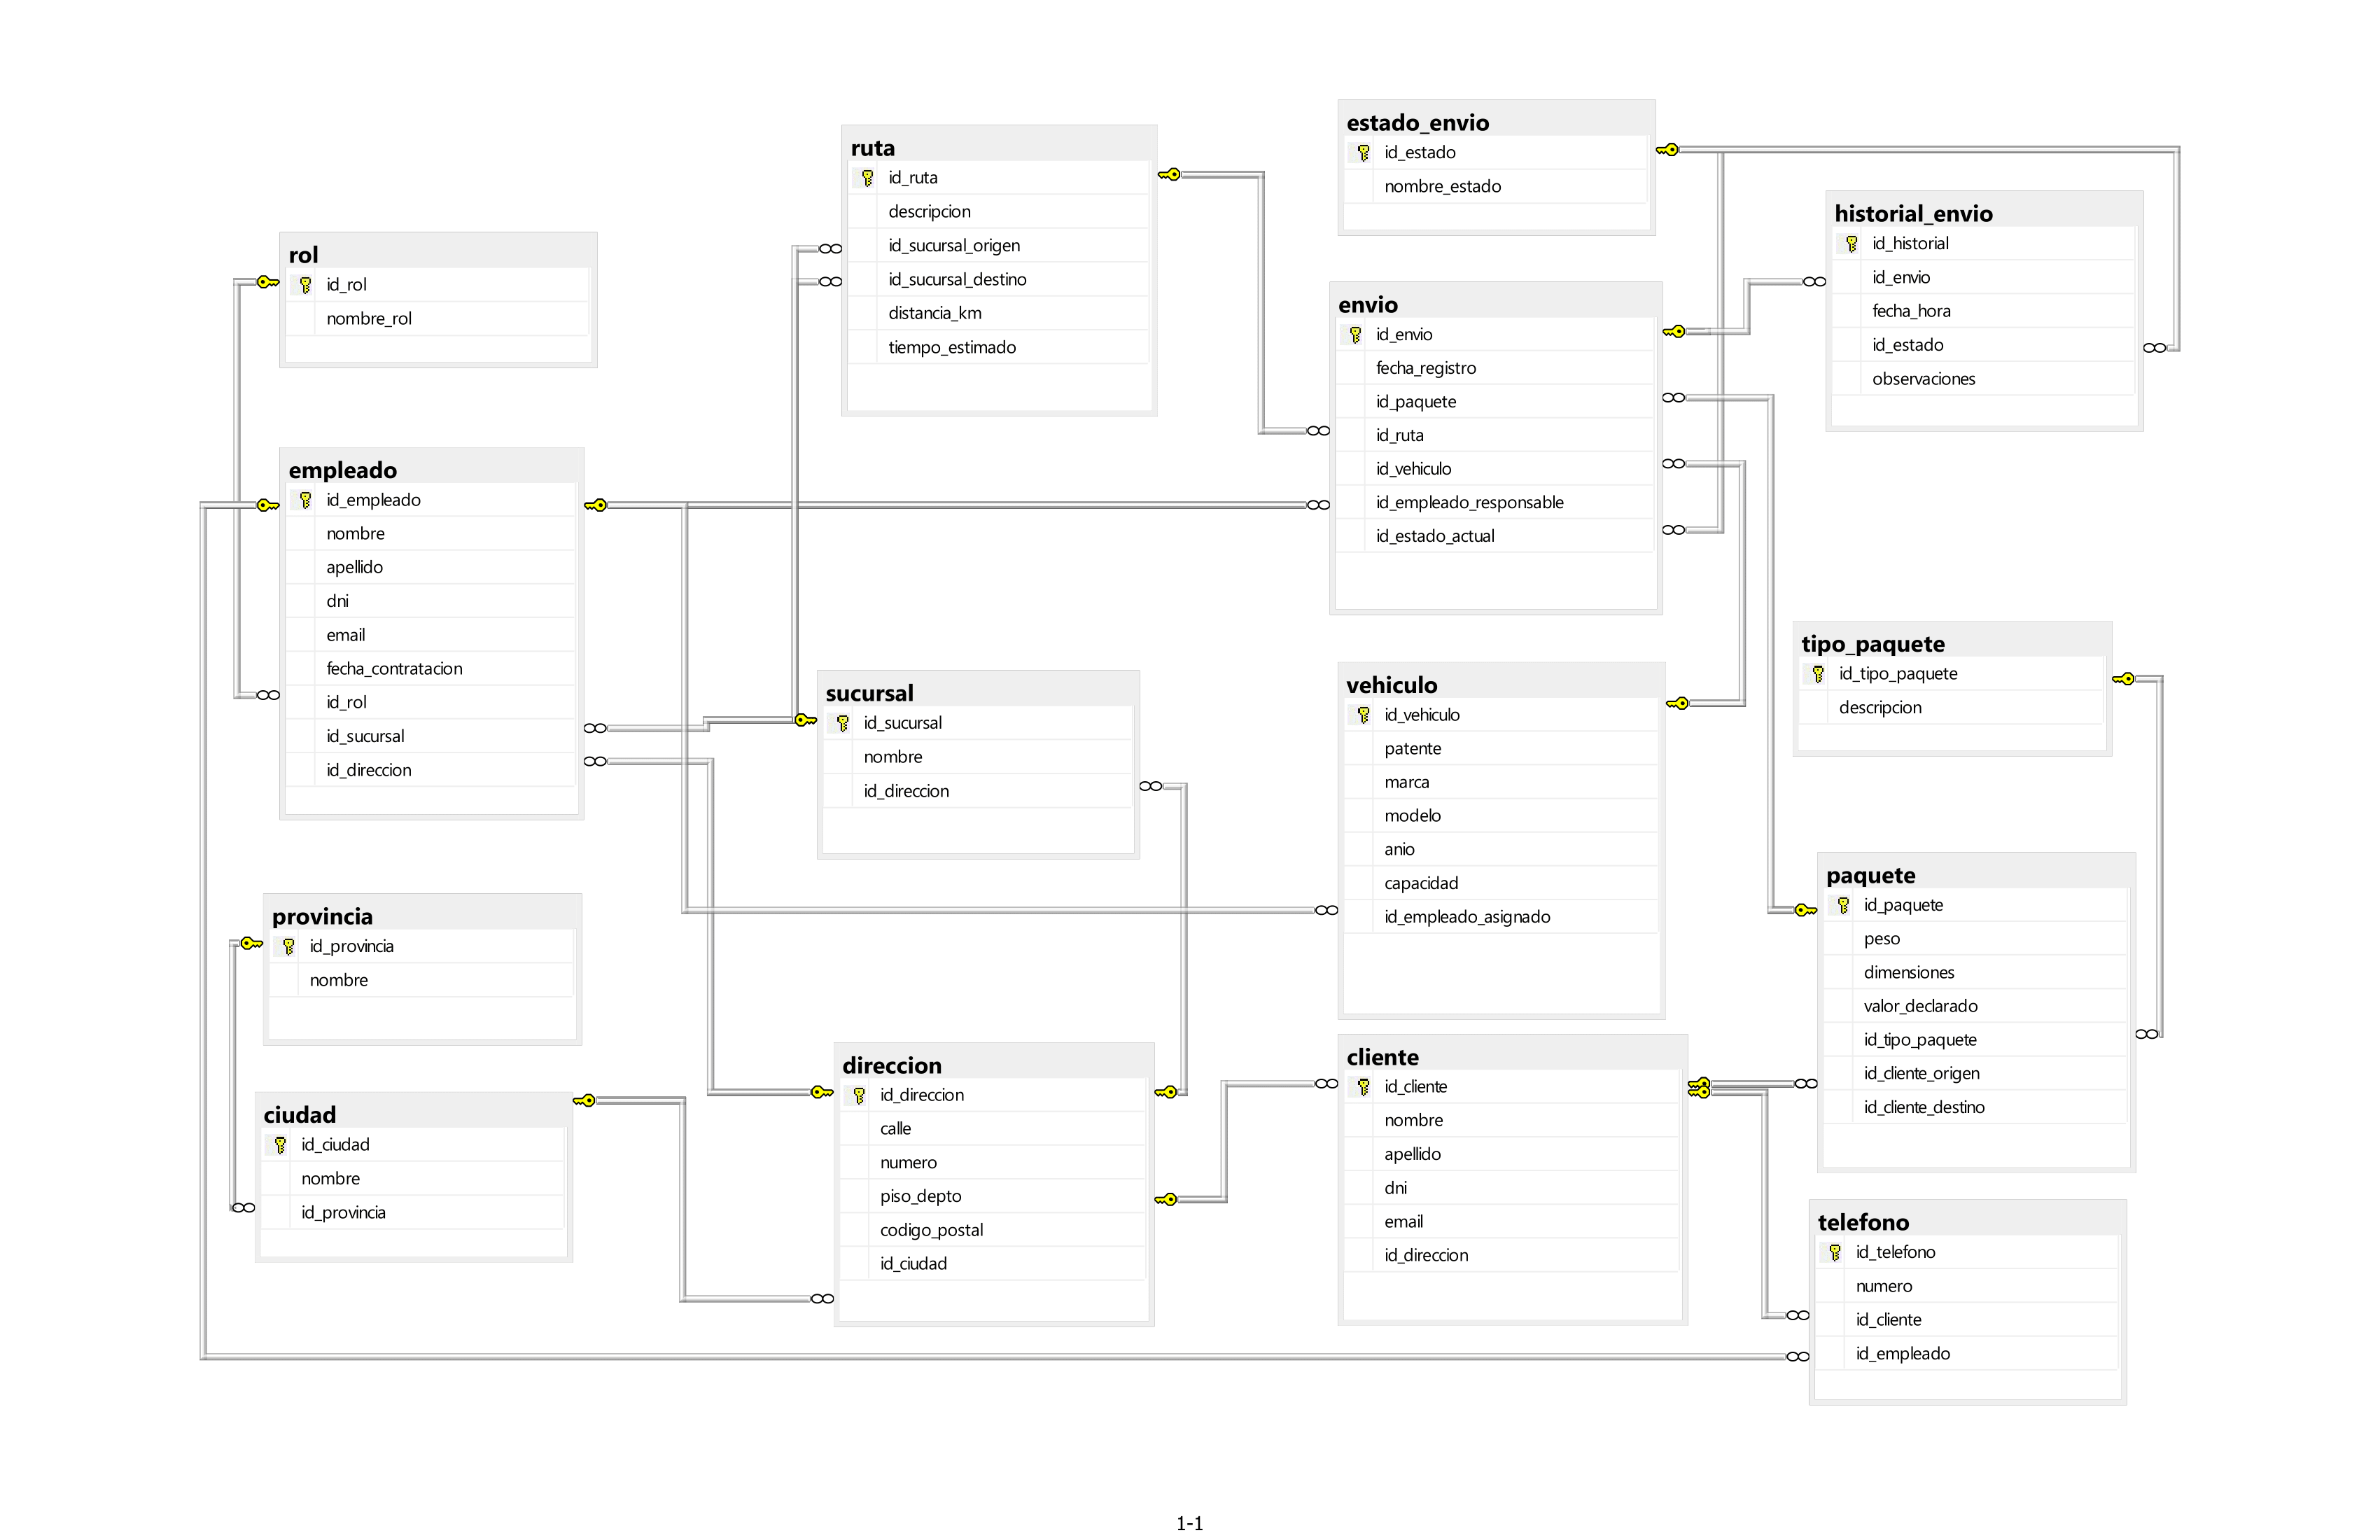 ruta
id_ruta
descripcion
id_sucursal_origen
id_sucursal_destino
distancia_km
tiempo_estimado
estado_envio
id_estado
nombre_estado
historial_envio
id_historial
id_envio
fecha_hora
id_estado
observaciones
rol
id_rol
nombre_rol
envio
id_envio
fecha_registro
id_paquete
id_ruta
id_vehiculo
id_empleado_responsable
id_estado_actual
empleado
id_empleado
nombre
apellido
dni
email
fecha_contratacion
id_rol
id_sucursal
id_direccion
sucursal
id_sucursal
nombre
id_direccion
vehiculo
id_vehiculo
patente
marca
modelo
anio
capacidad
id_empleado_asignado
tipo_paquete
id_tipo_paquete
descripcion
paquete
id_paquete
peso
dimensiones
valor_declarado
id_tipo_paquete
id_cliente_origen
id_cliente_destino
provincia
id_provincia
nombre
ciudad
id_ciudad
nombre
id_provincia
direccion
id_direccion
calle
numero
piso_depto
codigo_postal
id_ciudad
cliente
id_cliente
nombre
apellido
dni
email
id_direccion
telefono
id_telefono
numero
id_cliente
id_empleado
1-1